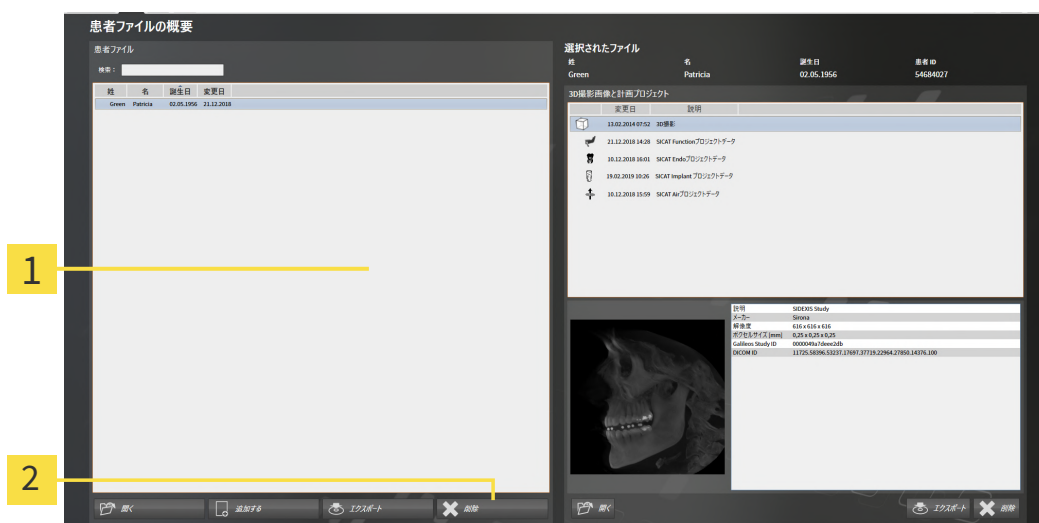 患者ファイルの概要
患者ファイル
検索：
姓 名 誕生日 変更日
Green Patricia 02.05.1956 21.12.2018
1
2
開く 追加する エクスポート 削除
選択されたファイル
姓 名 誕生日 患者 ID
Green Patricia 02.05.1956 54684027
3D撮影画像と計画プロジェクト
変更日 説明
13.02.2014 07:52 3D撮影
21.12.2018 14:28 SICAT Functionプロジェクトデータ
10.12.2018 16:01 SICAT Endoプロジェクトデータ
19.02.2019 10:26 SICAT Implant プロジェクトデータ
10.12.2018 15:59 SICAT Airプロジェクトデータ
説明 SIDEXIS Study
メーカー Sirona
解像度 616 x 616 x 616
ボクセルサイズ [mm] 0,25 x 0,25 x 0,25
Galileos Study ID 0000049a7deee2db
DICOM ID 11725.58396.53237.17697.37719.22964.27850.14376.100
開く エクスポート 削除